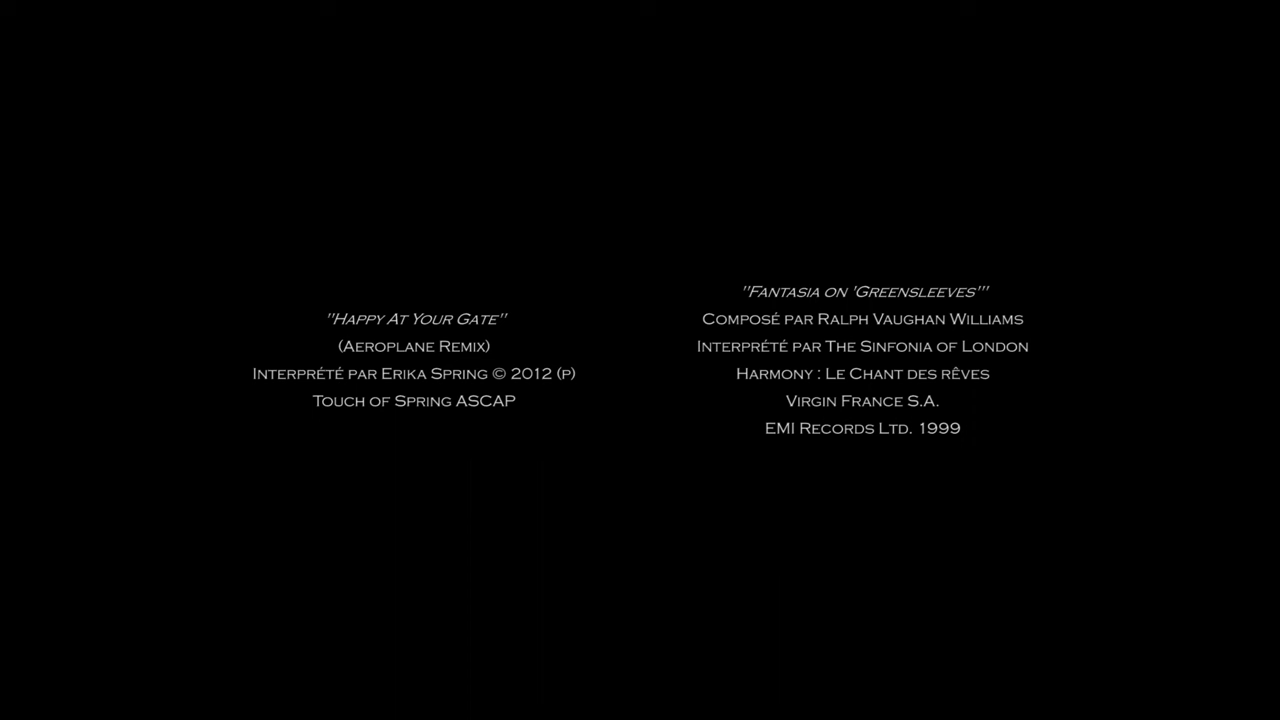 "Happy At Your Gate"
(Aeroplane Remix)
Interprété par Erika Spring © 2012 (p)
Touch of Spring ASCAP
"Fantasia on 'Greensleeves'"
Composé par Ralph Vaughan Williams
Interprété par The Sinfonia of London
Harmony : Le Chant des rêves
Virgin France S.A.
EMI Records Ltd. 1999